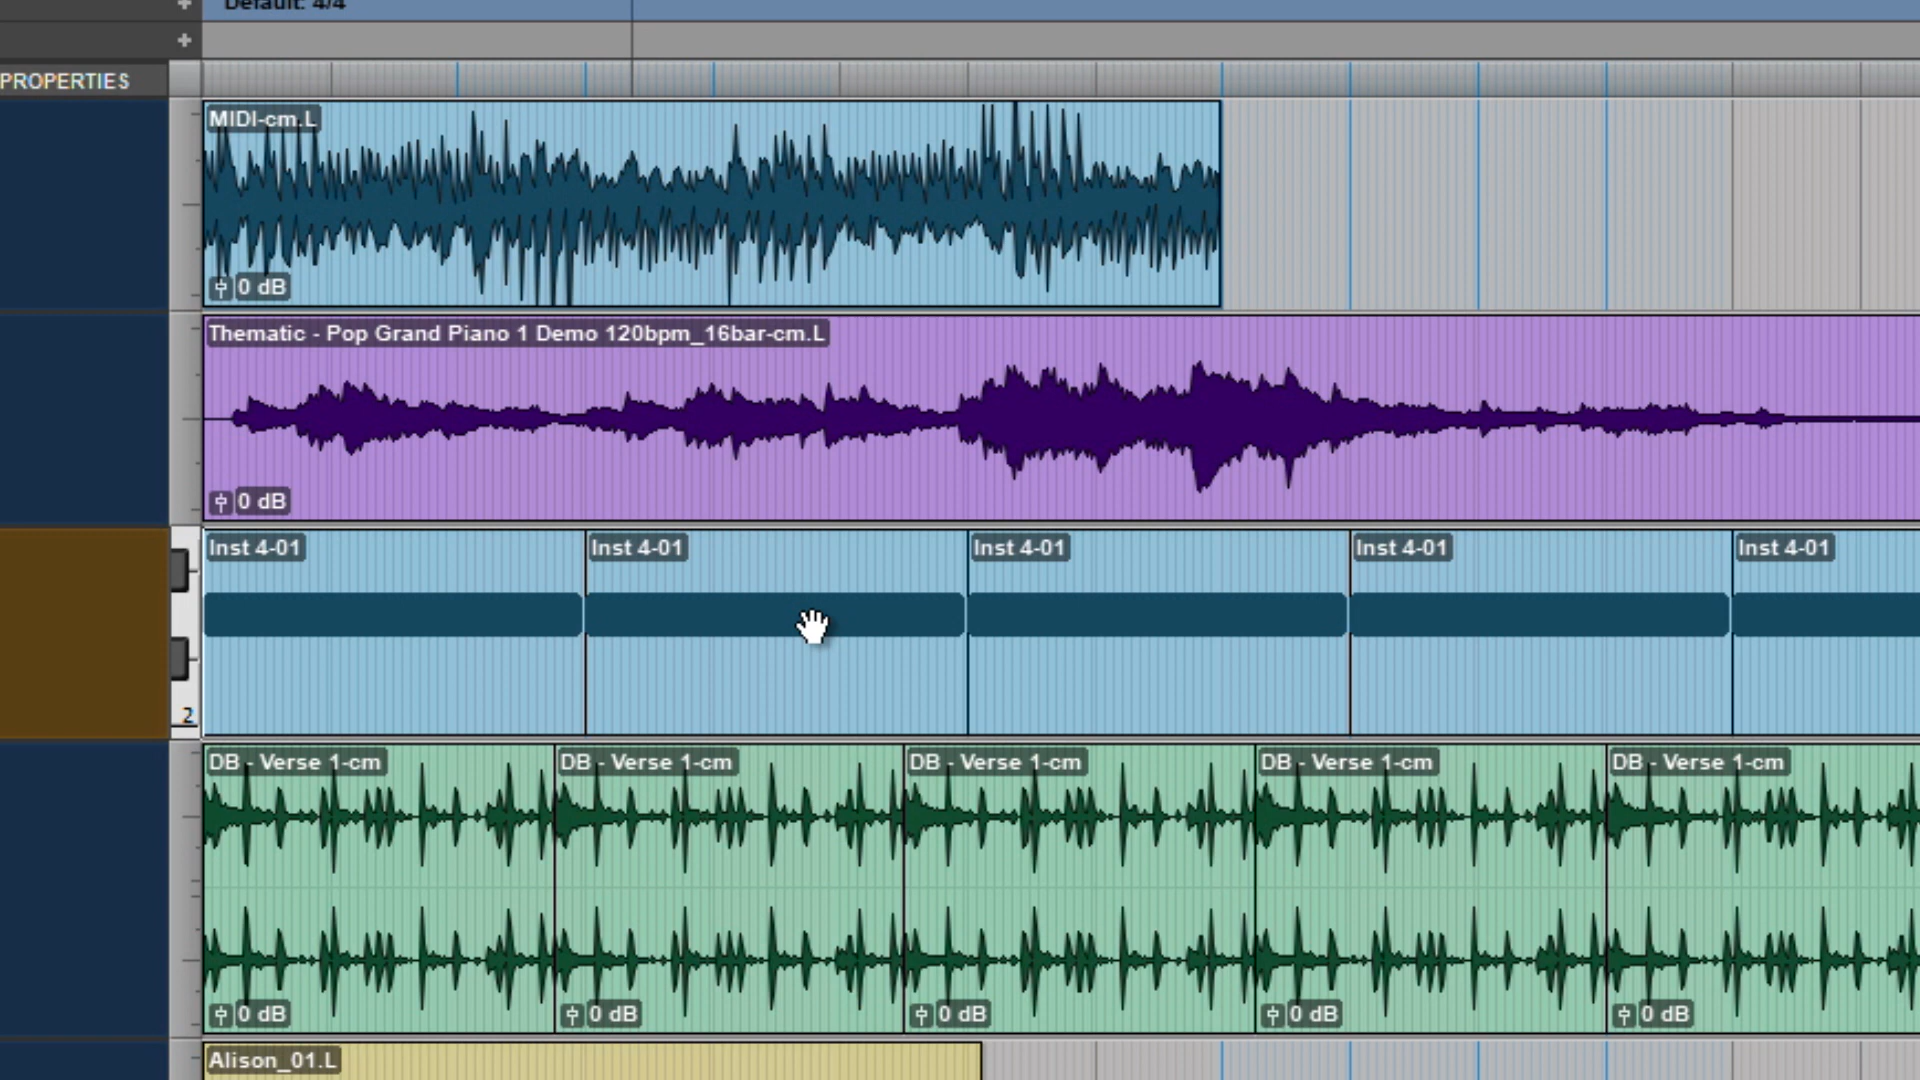 Default: 4/4
+
+
PROPERTIES
MIDI-cm.L
0 dB
Thematic - Pop Grand Piano 1 Demo 120bpm_16bar-cm.L
0 dB
Inst 4-01 Inst 4-01 Inst 4-01 Inst 4-01 Inst 4-01
2
DB - Verse 1-cm DB - Verse 1-cm DB - Verse 1-cm DB - Verse 1-cm DB - Verse 1-cm
0 dB 0 dB 0 dB 0 dB 0 dB
Alison_01.L